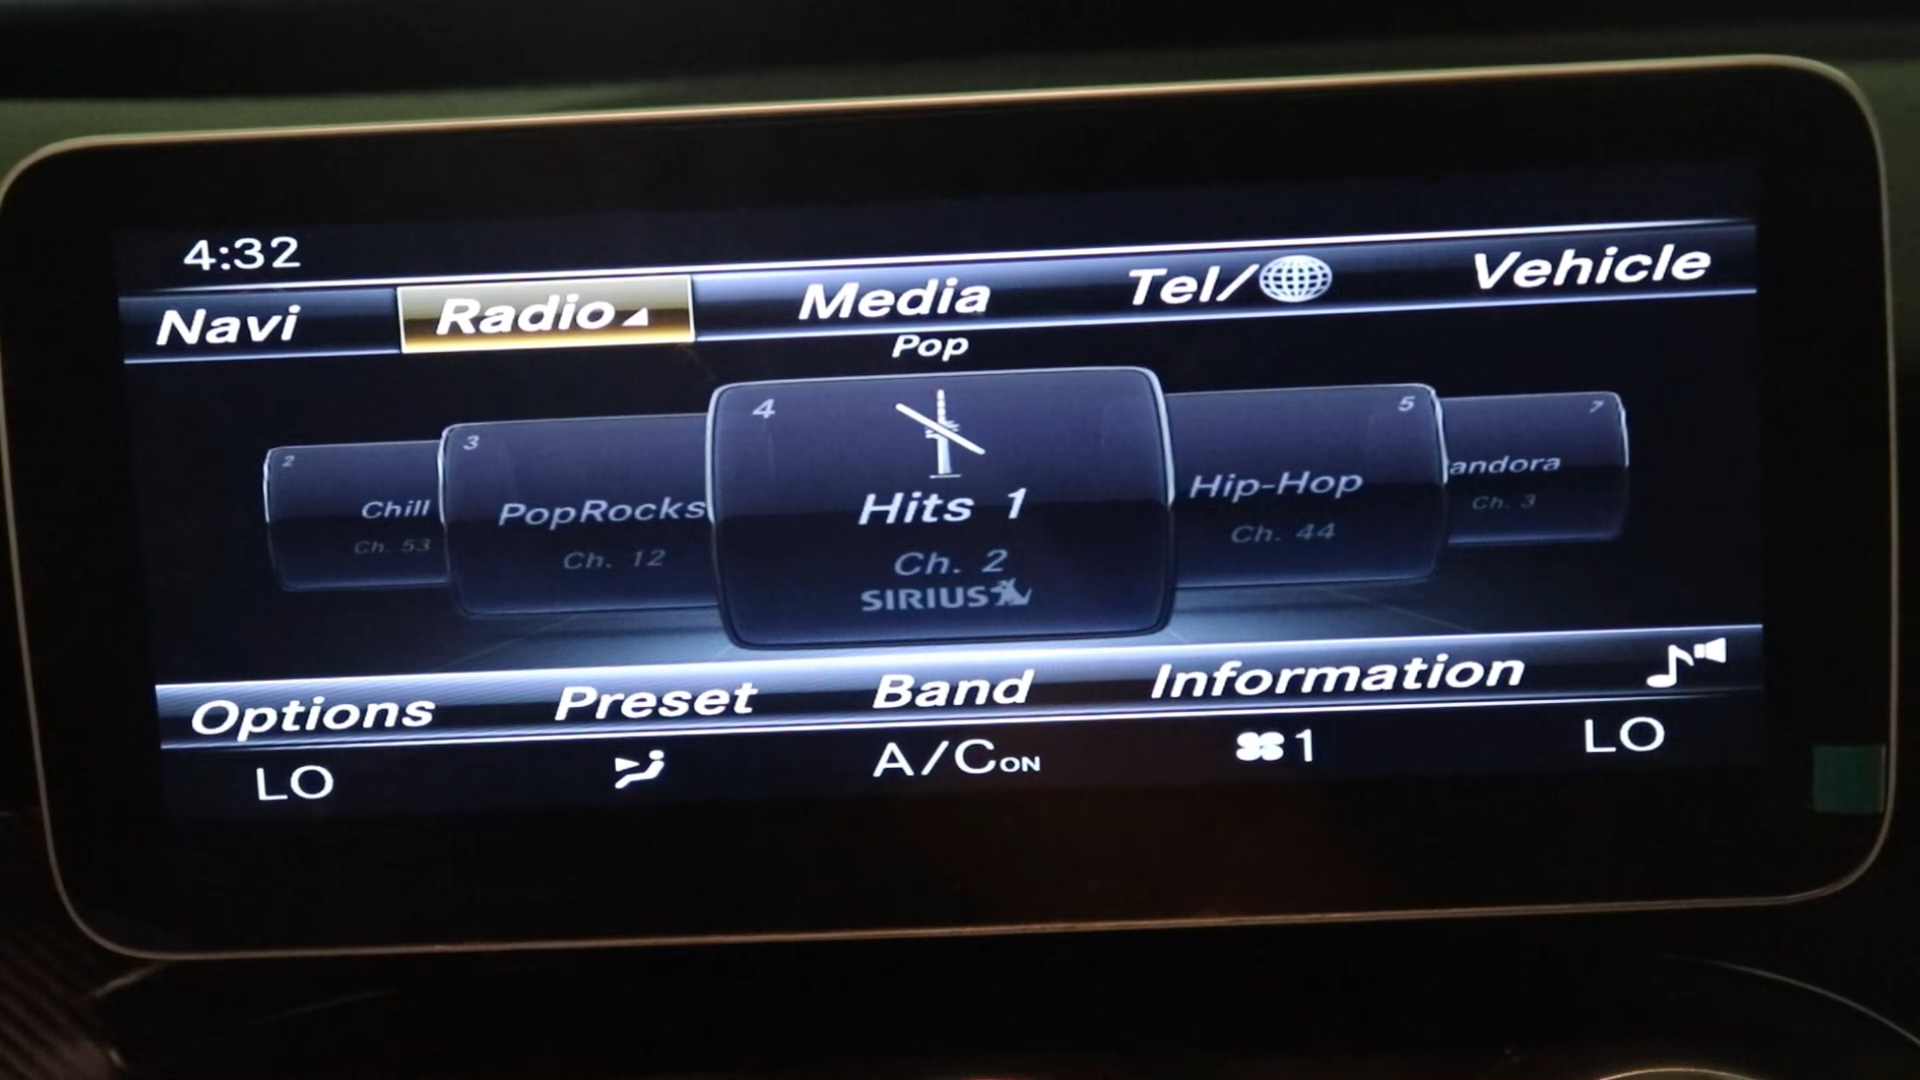 4:32
Navi Radio Media Tel/ Vehicle
Pop
2 3 4 5 7
Chill PopRocks Hits 1 Hip-Hop andora
Ch. 53 Ch. 12 Ch. 2 Ch. 44 Ch. 3
SIRIUS
Options Preset Band Information
LO A/C ON 1 LO